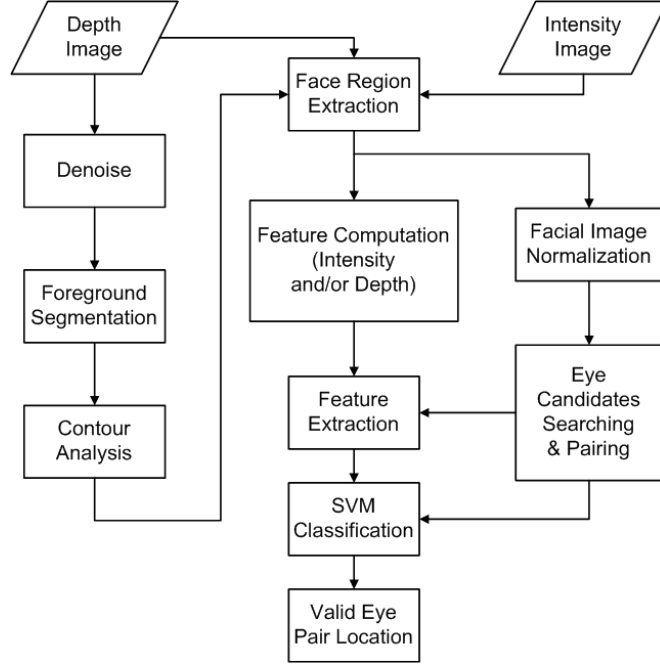 Depth
Image
Intensity
Image
Face Region
Extraction
Denoise
Feature Computation
(Intensity
and/or Depth)
Facial Image
Normalization
Foreground
Segmentation
Eye
Candidates
Searching
& Pairing
Feature
Extraction
Contour
Analysis
SVM
Classification
Valid Eye
Pair Location